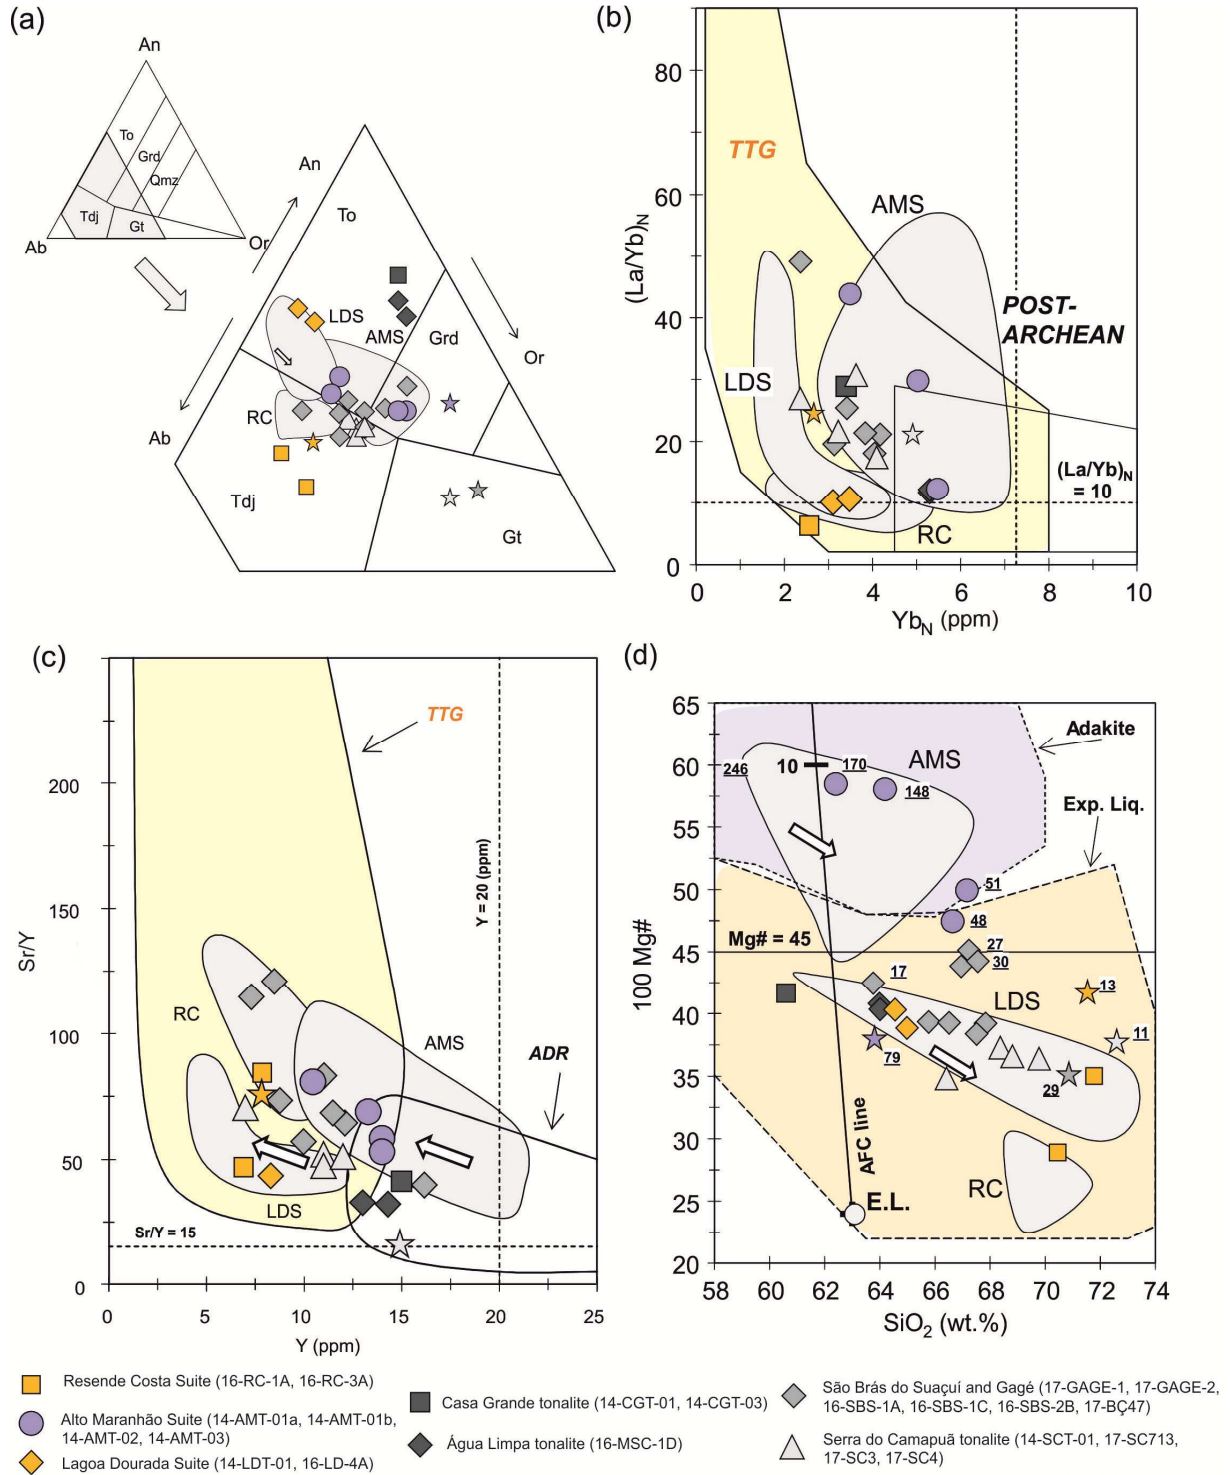 (a)
An
To
Grd
Qmz
Tdj
Gt
Ab
Or
An
To
LDS
AMS
Grd
Or
RC
Ab
Tdj
Gt
(b)
80
60
40
20
0
(La/Yb)N
TTG
AMS
POST-
ARCHEAN
LDS
(La/Yb)N
= 10
RC
0 2 4 6 8 10
YbN (ppm)
(c)
200
150
100
50
0
Sr/Y
TTG
Y = 20 (ppm)
RC
AMS
ADR
LDS
Sr/Y = 15
0 5 10 15 20 25
Y (ppm)
(d)
65
60
55
50
45
40
35
30
25
20
100 Mg#
Adakite
AMS
246
10
170
148
Exp. Liq.
51
48
Mg# = 45
27
30
17
LDS
13
11
79
29
AFC line
RC
E.L.
58 60 62 64 66 68 70 72 74
SiO2 (wt.%)
Resende Costa Suite (16-RC-1A, 16-RC-3A)
Alto Maranhão Suite (14-AMT-01a, 14-AMT-01b,
14-AMT-02, 14-AMT-03)
Lagoa Dourada Suite (14-LDT-01, 16-LD-4A)
Casa Grande tonalite (14-CGT-01, 14-CGT-03)
Água Limpa tonalite (16-MSC-1D)
São Brás do Suaçuí and Gagé (17-GAGE-1, 17-GAGE-2,
16-SBS-1A, 16-SBS-1C, 16-SBS-2B, 17-BÇ47)
Serra do Camapuã tonalite (14-SCT-01, 17-SC713,
17-SC3, 17-SC4)